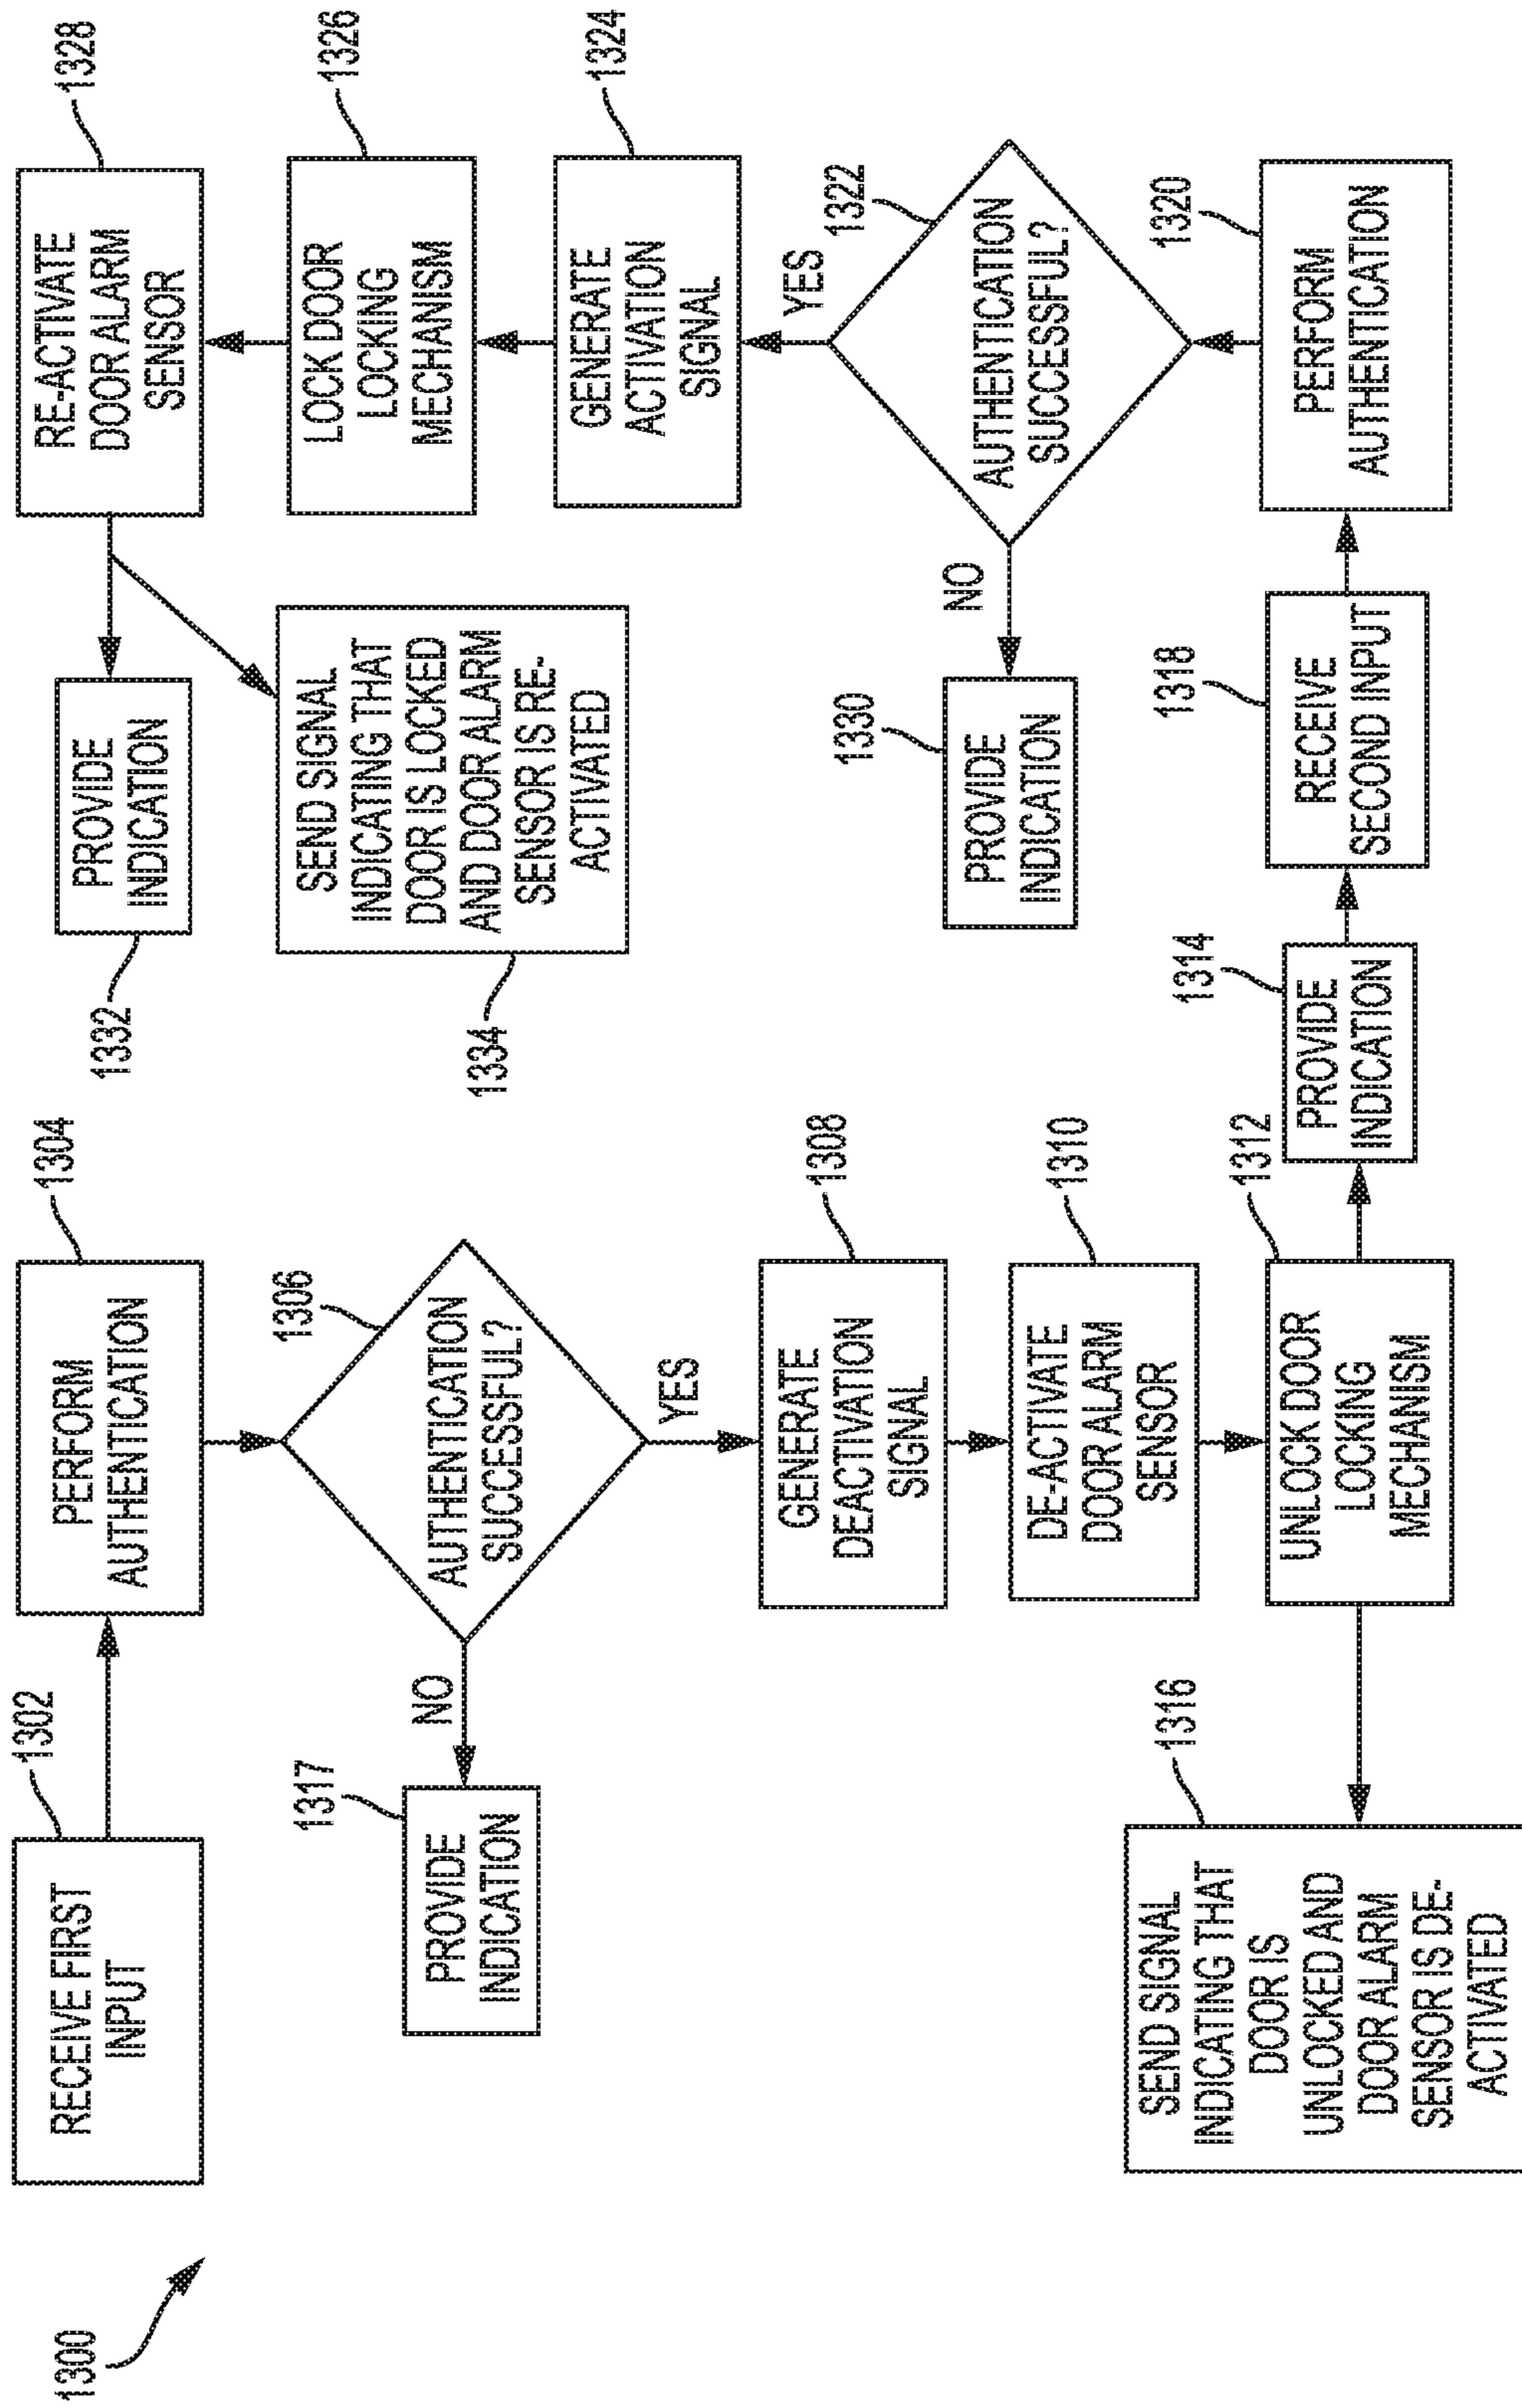 1300
1302
RECEIVE FIRST
INPUT
1304
PERFORM
AUTHENTICATION
1306
AUTHENTICATION
SUCCESSFUL?
NO
1317
PROVIDE
INDICATION
YES
1308
GENERATE
DEACTIVATION
SIGNAL
1310
DE-ACTIVATE
DOOR ALARM
SENSOR
1312
UNLOCK DOOR
LOCKING
MECHANISM
1316
SEND SIGNAL
INDICATING THAT
DOOR IS
UNLOCKED AND
DOOR ALARM
SENSOR IS DE-
ACTIVATED
1314
PROVIDE
INDICATION
1318
RECEIVE
SECOND INPUT
1320
PERFORM
AUTHENTICATION
1322
AUTHENTICATION
SUCCESSFUL?
NO
1330
PROVIDE
INDICATION
YES
1324
GENERATE
ACTIVATION
SIGNAL
1326
LOCK DOOR
LOCKING
MECHANISM
1328
RE-ACTIVATE
DOOR ALARM
SENSOR
1332
PROVIDE
INDICATION
1334
SEND SIGNAL
INDICATING THAT
DOOR IS LOCKED
AND DOOR ALARM
SENSOR IS RE-
ACTIVATED